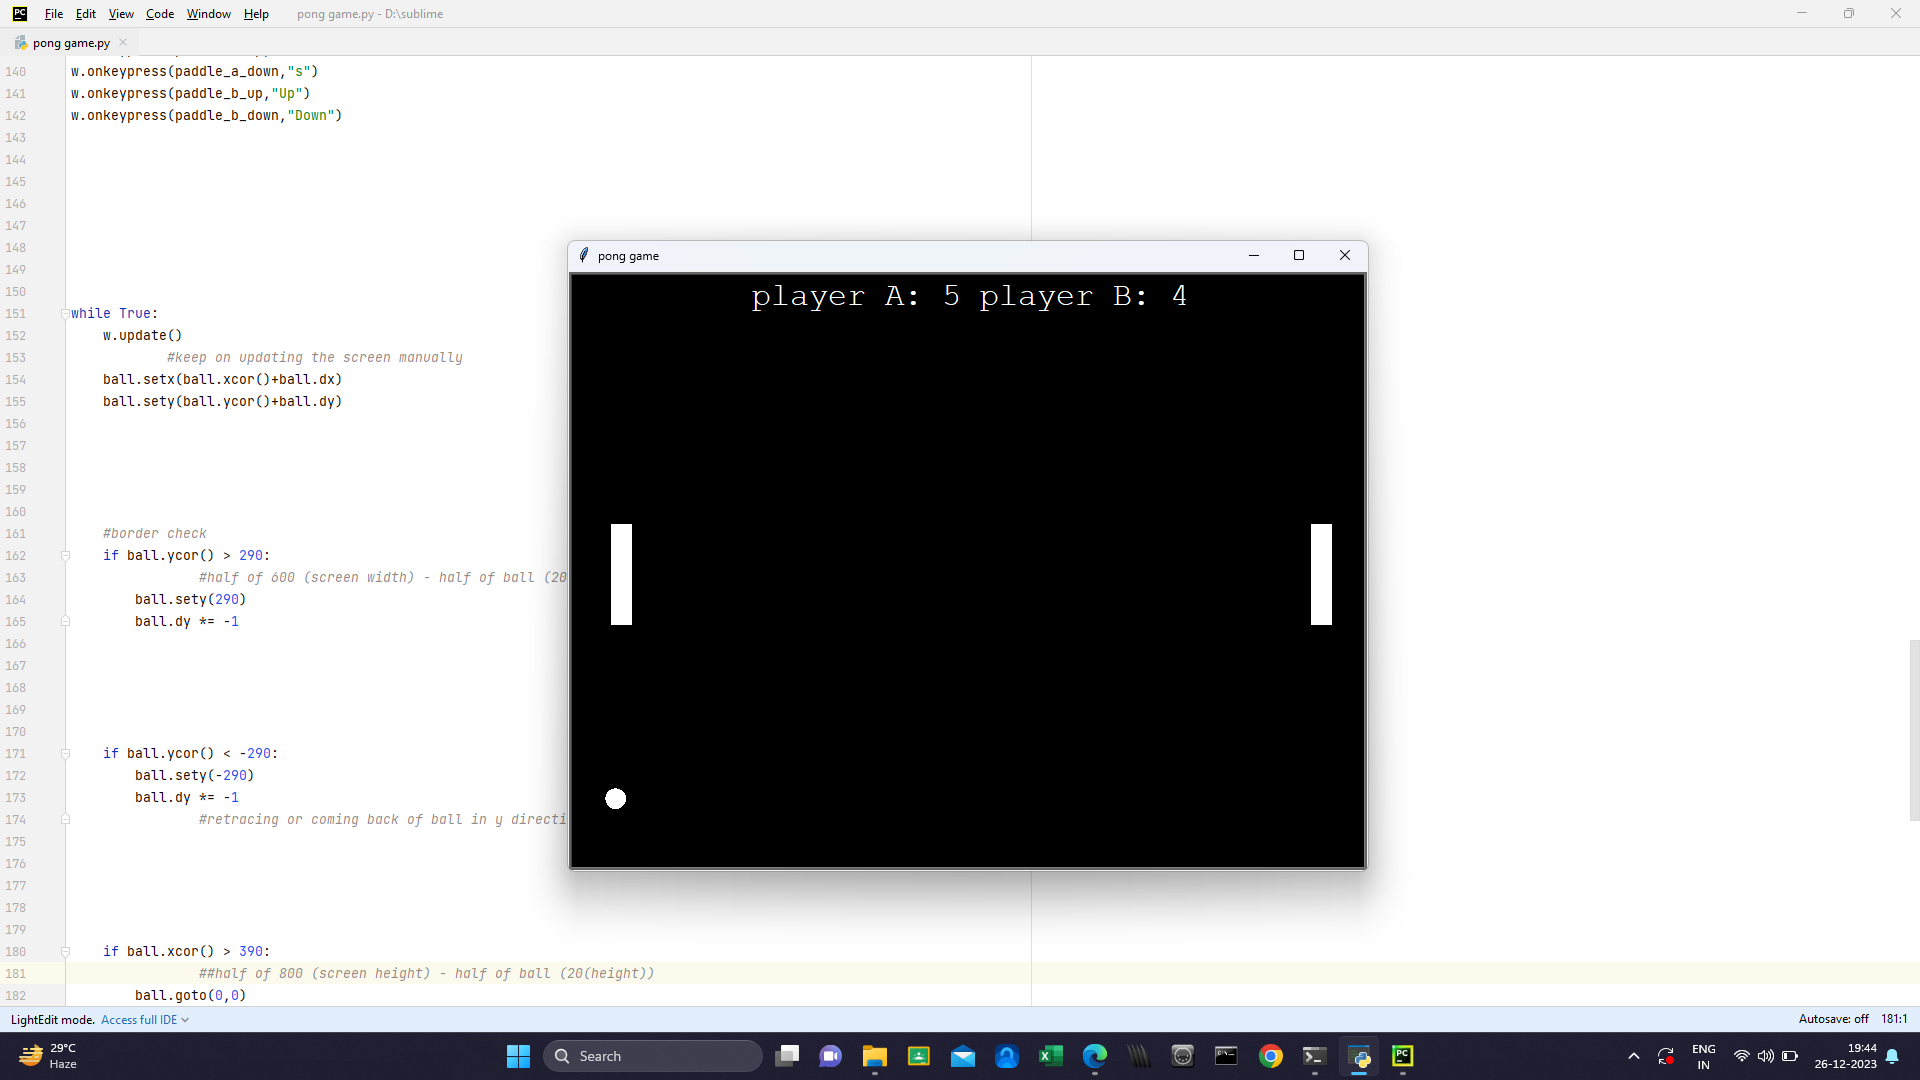 PC File Edit View Code Window Help pong game.py - D:\sublime
pong game.py
140 w.onkeypress(paddle_a_down,"s")
141 w.onkeypress(paddle_b_up,"Up")
142 w.onkeypress(paddle_b_down,"Down")
143
144
145
146
147
148
149
150
151 while True:
152 w.update()
153 #keep on updating the screen manually
154 ball.setx(ball.xcor()+ball.dx)
155 ball.sety(ball.ycor()+ball.dy)
156
157
158
159
160
161 #border check
162 if ball.ycor() > 290:
163 #half of 600 (screen width) - half of ball (20
164 ball.sety(290)
165 ball.dy *= -1
166
167
168
169
170
171 if ball.ycor() < -290:
172 ball.sety(-290)
173 ball.dy *= -1
174 #retracing or coming back of ball in y directi
175
176
177
178
179
180 if ball.xcor() > 390:
181 ##half of 800 (screen height) - half of ball (20(height))
182 ball.goto(0,0)
pong game
player A: 5 player B: 4
LightEdit mode. Access full IDE
Autosave: off 181:1
29°C
Haze
Search
PC
ENG
IN
19:44
26-12-2023